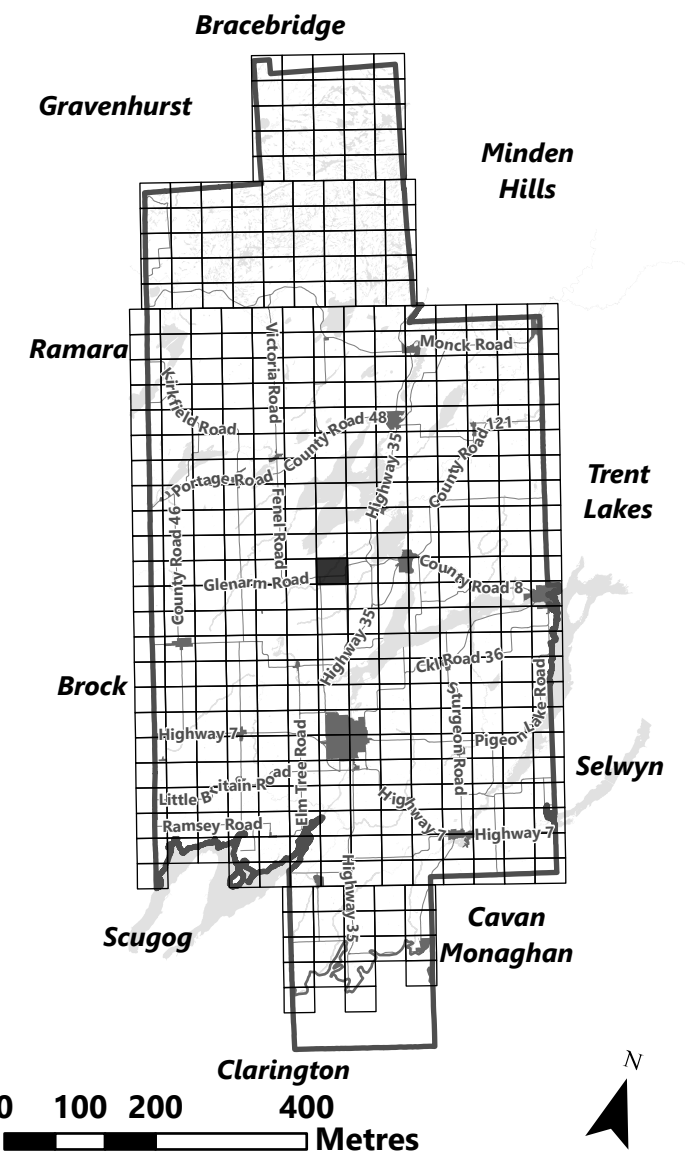 Bracebridge
Gravenhurst
Minden
Hills
Ramara
Victoria Road
Monck Road
Kirkfield Road
County Road 48
Highway 35
County Road 121
Portage Road
Fenel Road
County Road 46
Trent
Lakes
Glenarm Road
County Road 8
Highway 35
Ckl Road 36
Brock
Sturgeon Road
Pigeon Lake Road
Elm Tree Road
Highway 7
Selwyn
Little Britain Road
Highway 7
Ramsey Road
Highway 7
Highway 35
Scugog
Cavan
Monaghan
Clarington
N
0 100 200 400
Metres